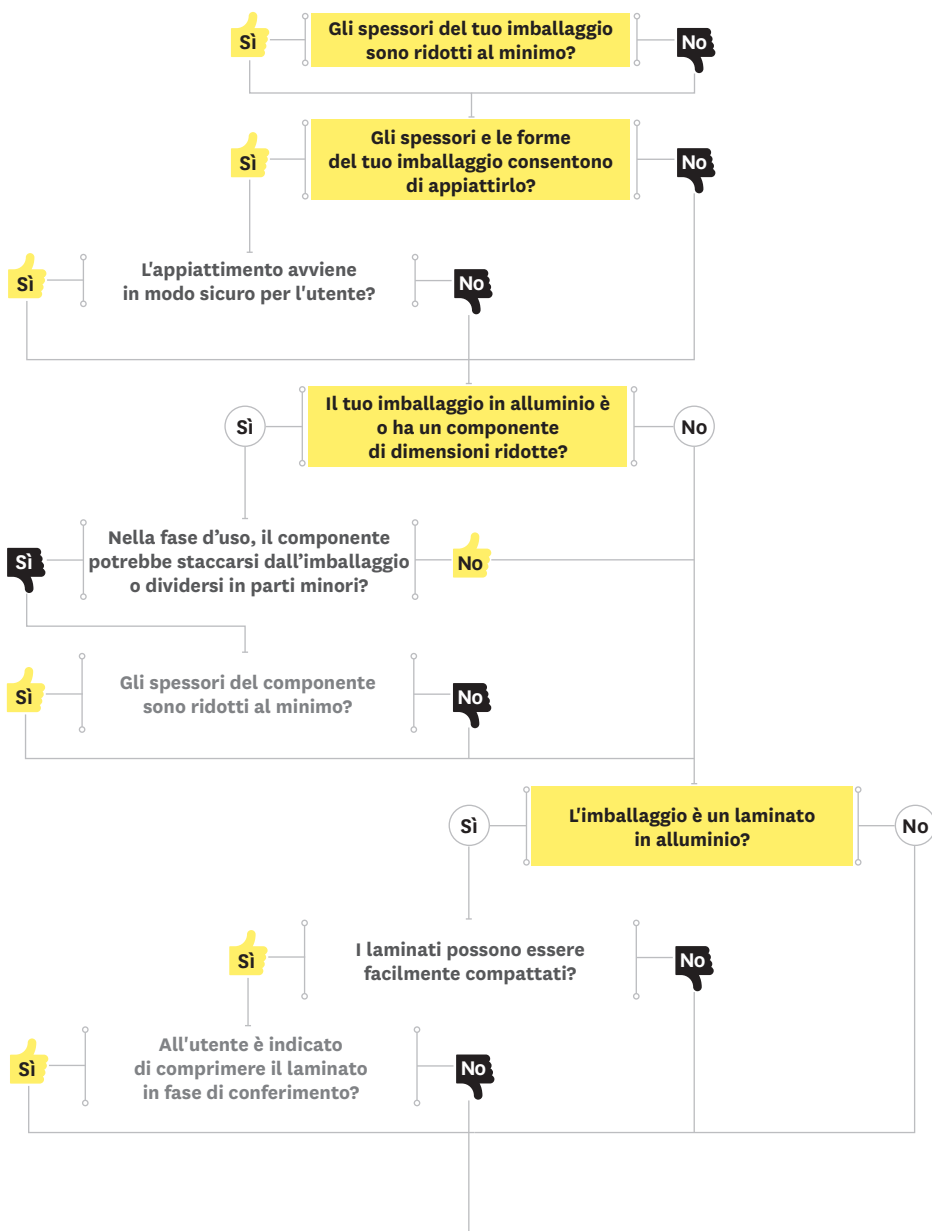 Sì
Gli spessori del tuo imballaggio
sono ridotti al minimo?
No
Sì
Gli spessori e le forme
del tuo imballaggio consentono
di appiattirlo?
No
Sì
L'appiattimento avviene
in modo sicuro per l'utente?
No
Sì
Il tuo imballaggio in alluminio è
o ha un componente
di dimensioni ridotte?
No
Sì
Nella fase d’uso, il componente
potrebbe staccarsi dall’imballaggio
o dividersi in parti minori?
No
Sì
Gli spessori del componente
sono ridotti al minimo?
No
Sì
L'imballaggio è un laminato
in alluminio?
No
Sì
I laminati possono essere
facilmente compattati?
No
Sì
All'utente è indicato
di comprimere il laminato
in fase di conferimento?
No